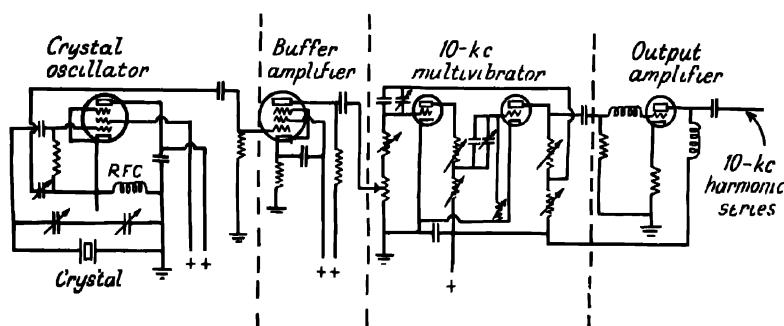 Crystal
oscillator
Buffer
amplifier
10-kc
multivibrator
Output
amplifier
RFC
10-kc
harmonic
series
Crystal
+ +
+ +
+